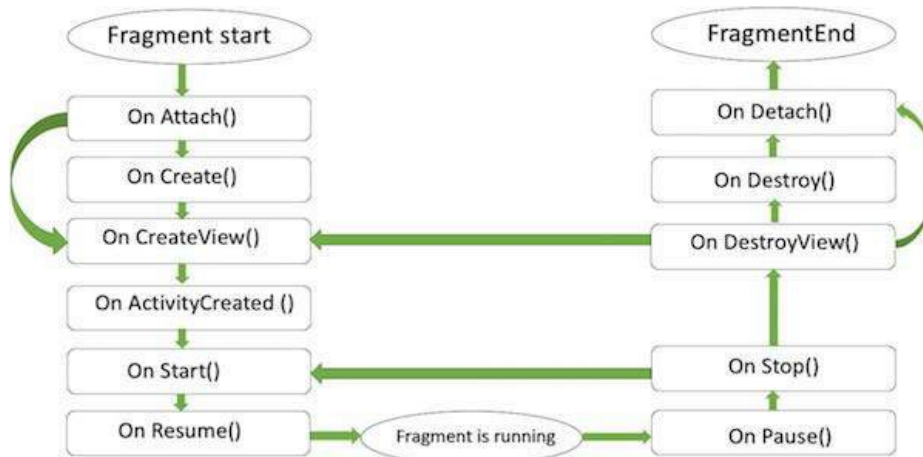 Fragment start
On Attach()
On Create()
On CreateView()
On ActivityCreated ()
On Start()
On Resume()
Fragment is running
On Pause()
On Stop()
On DestroyView()
On Destroy()
On Detach()
FragmentEnd